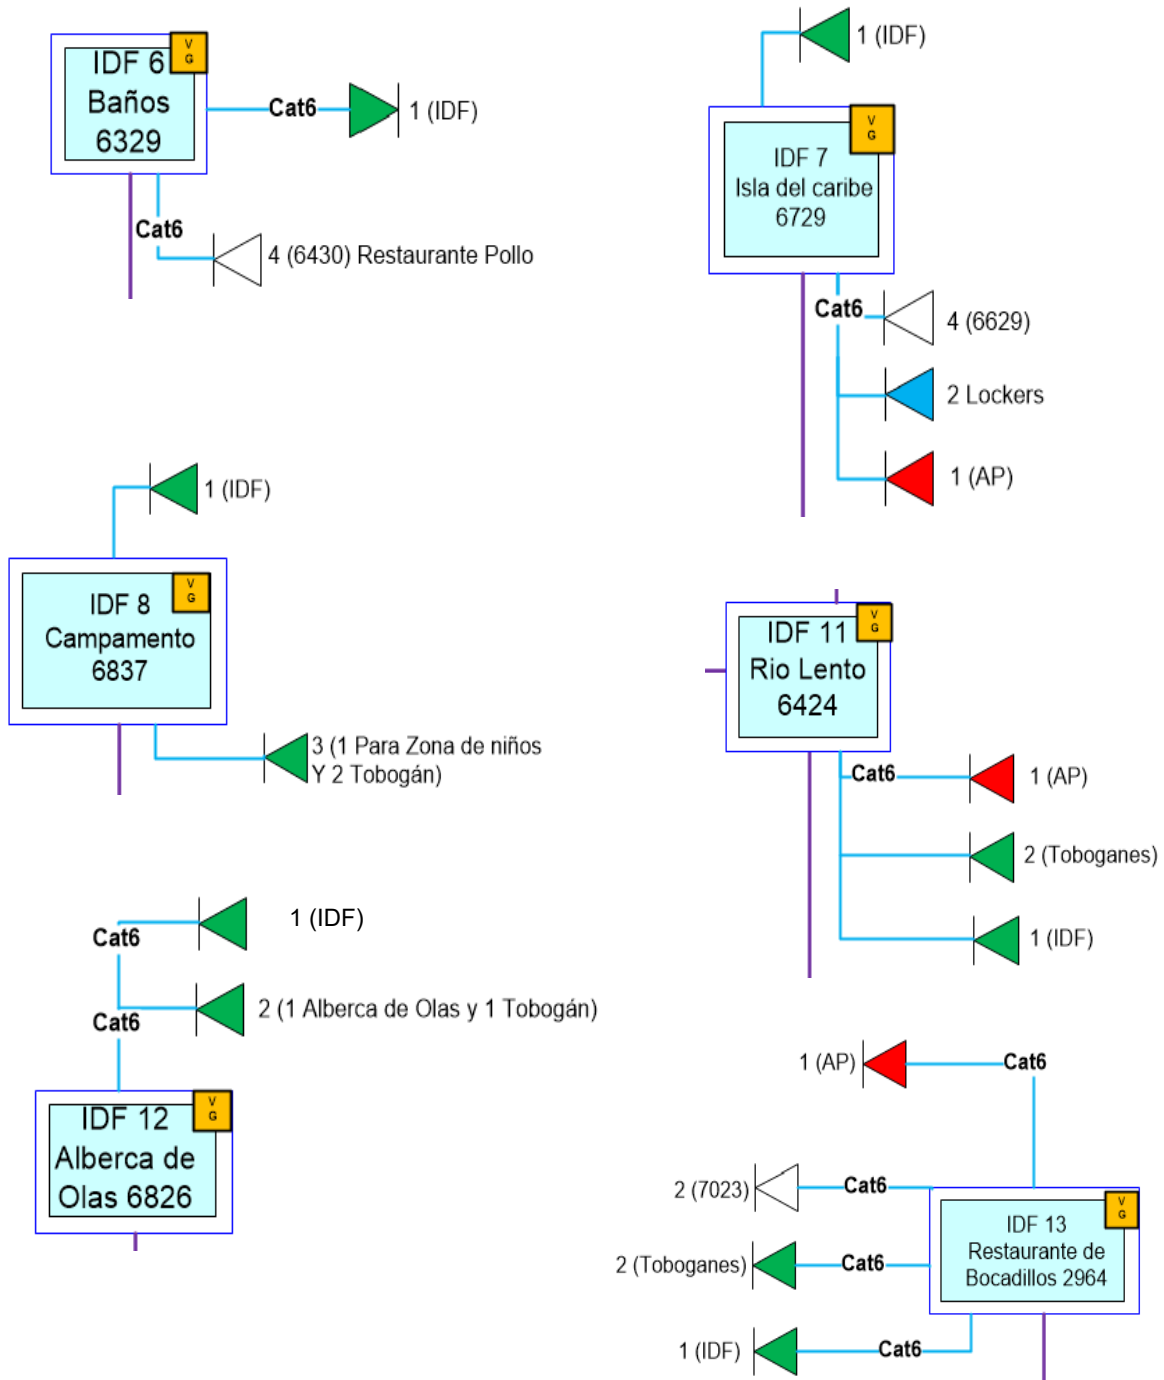 V
G
IDF 6
Baños
6329
Cat6
1 (IDF)
Cat6
4 (6430) Restaurante Pollo
1 (IDF)
V
G
IDF 7
Isla del caribe
6729
Cat6
4 (6629)
2 Lockers
1 (AP)
1 (IDF)
V
G
IDF 8
Campamento
6837
3 (1 Para Zona de niños
Y 2 Tobogán)
V
G
IDF 11
Rio Lento
6424
Cat6
1 (AP)
2 (Toboganes)
1 (IDF)
1 (IDF)
Cat6
2 (1 Alberca de Olas y 1 Tobogán)
Cat6
V
G
IDF 12
Alberca de
Olas 6826
1 (AP)
Cat6
2 (7023)
Cat6
2 (Toboganes)
Cat6
1 (IDF)
Cat6
V
G
IDF 13
Restaurante de
Bocadillos 2964